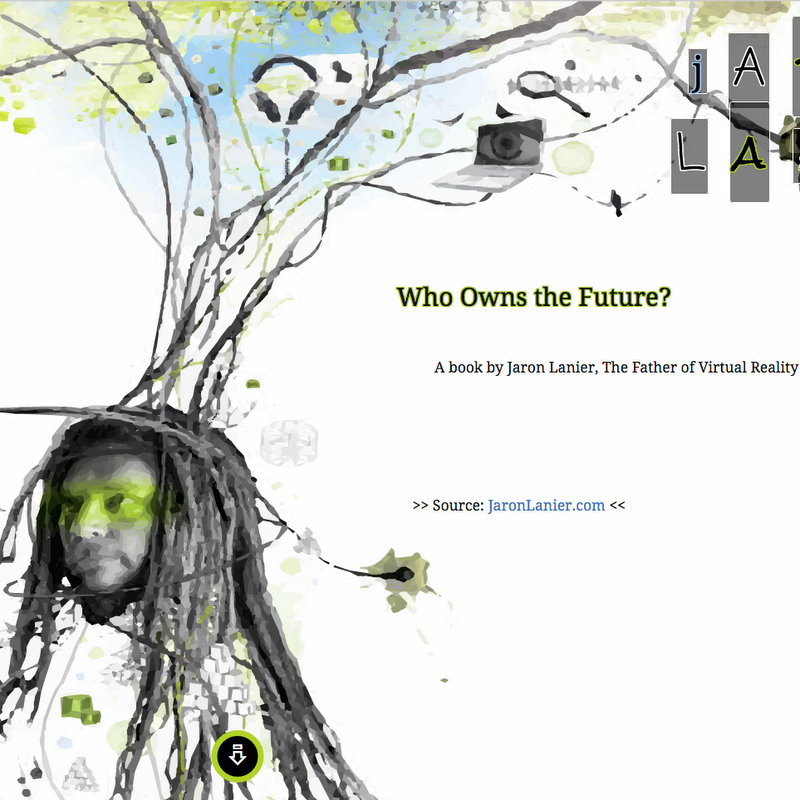 j A
L A
Who Owns the Future?
A book by Jaron Lanier, The Father of Virtual Reality
>> Source: JaronLanier.com <<